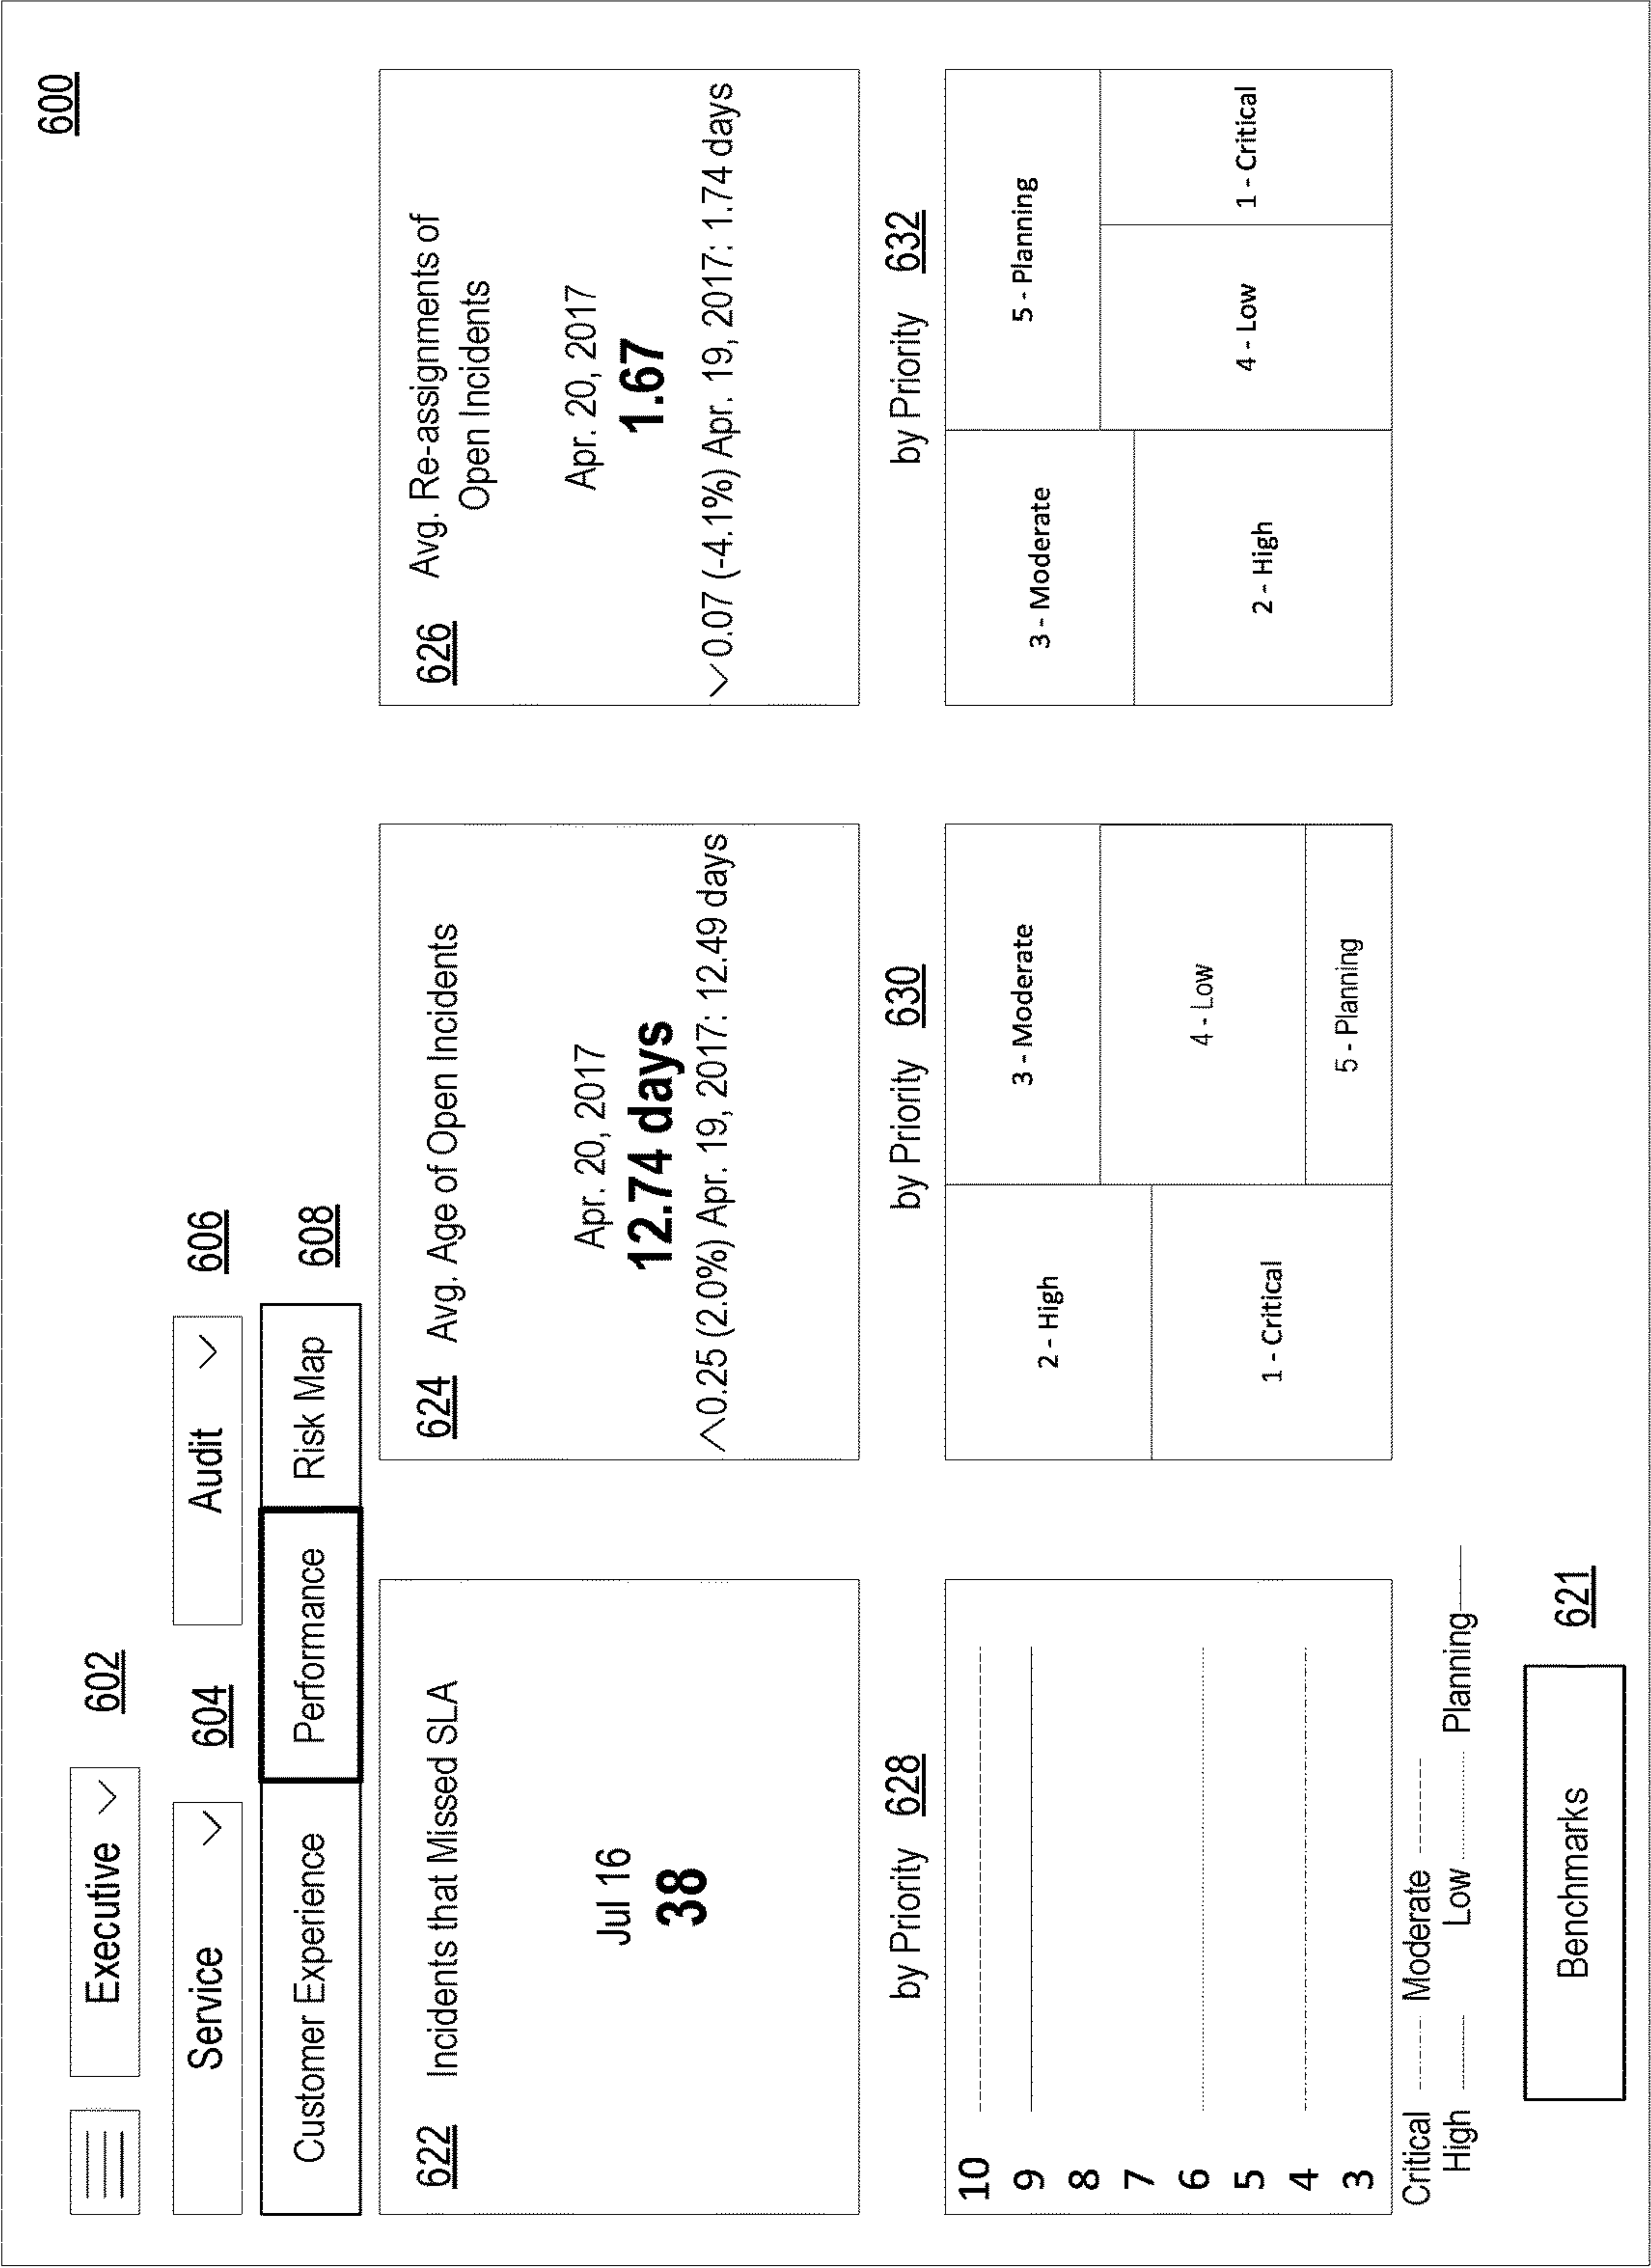 600
Executive 602
Service 604 Audit 606
Customer Experience Performance Risk Map 608
622 Incidents that Missed SLA
Jul 16
38
624 Avg. Age of Open Incidents
Apr. 20, 2017
12.74 days
0.25 (2.0%) Apr. 19, 2017: 12.49 days
626 Avg. Re-assignments of
Open Incidents
Apr. 20, 2017
1.67
0.07 (-4.1%) Apr. 19, 2017: 1.74 days
by Priority 628
10
9
8
7
6
5
4
3
Critical Moderate
High Low Planning
by Priority 630
2 - High
3 - Moderate
4 - Low
1 - Critical
5 - Planning
by Priority 632
3 - Moderate
5 - Planning
2 - High
4 - Low
1 - Critical
Benchmarks 621